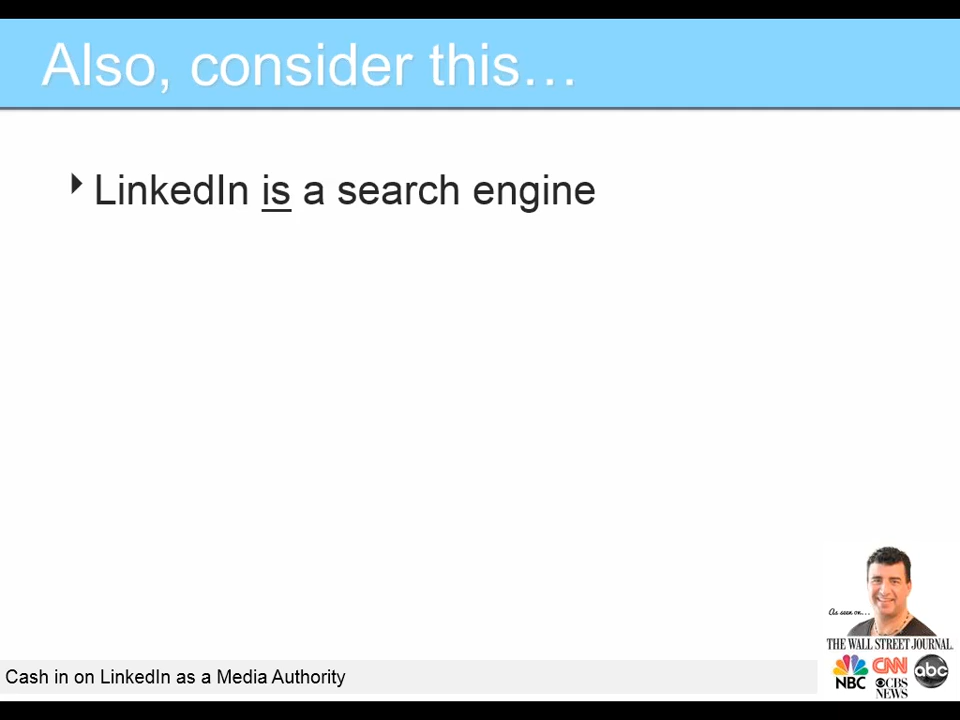 Also, consider this…
LinkedIn is a search engine
As seen on...
THE WALL STREET JOURNAL.
NBC
CNN
CBS
NEWS
abc
Cash in on LinkedIn as a Media Authority